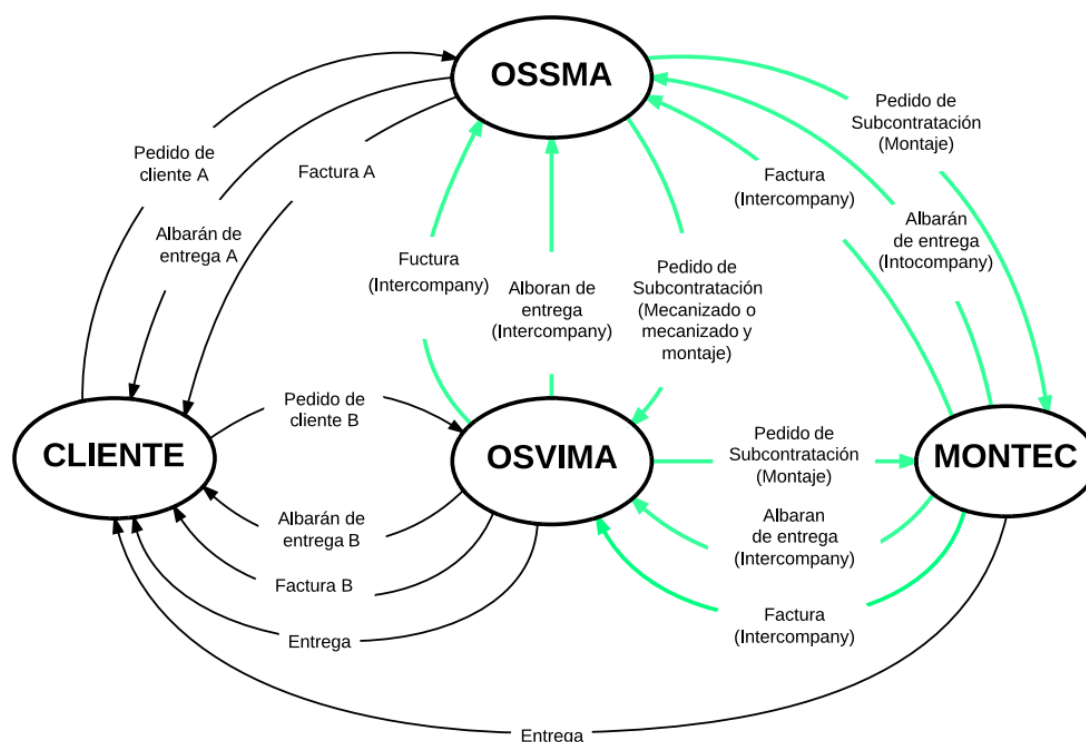 OSSMA
Pedido de
Subcontratación
(Montaje)
Pedido de
cliente A
Factura A
Factura
(Intercompany)
Albarán de
entrega A
Albarán
de entrega
(Intocompany)
Fuctura
(Intercompany)
Alboran de
entrega
(Intercompany)
Pedido de
Subcontratación
(Mecanizado o
mecanizado y
montaje)
Pedido de
cliente B
CLIENTE
OSVIMA
Pedido de
Subcontratación
(Montaje)
MONTEC
Albarán de
entrega B
Albaran
de entrega
(Intercompany)
Factura B
Factura
(Intercompany)
Entrega
Entrega